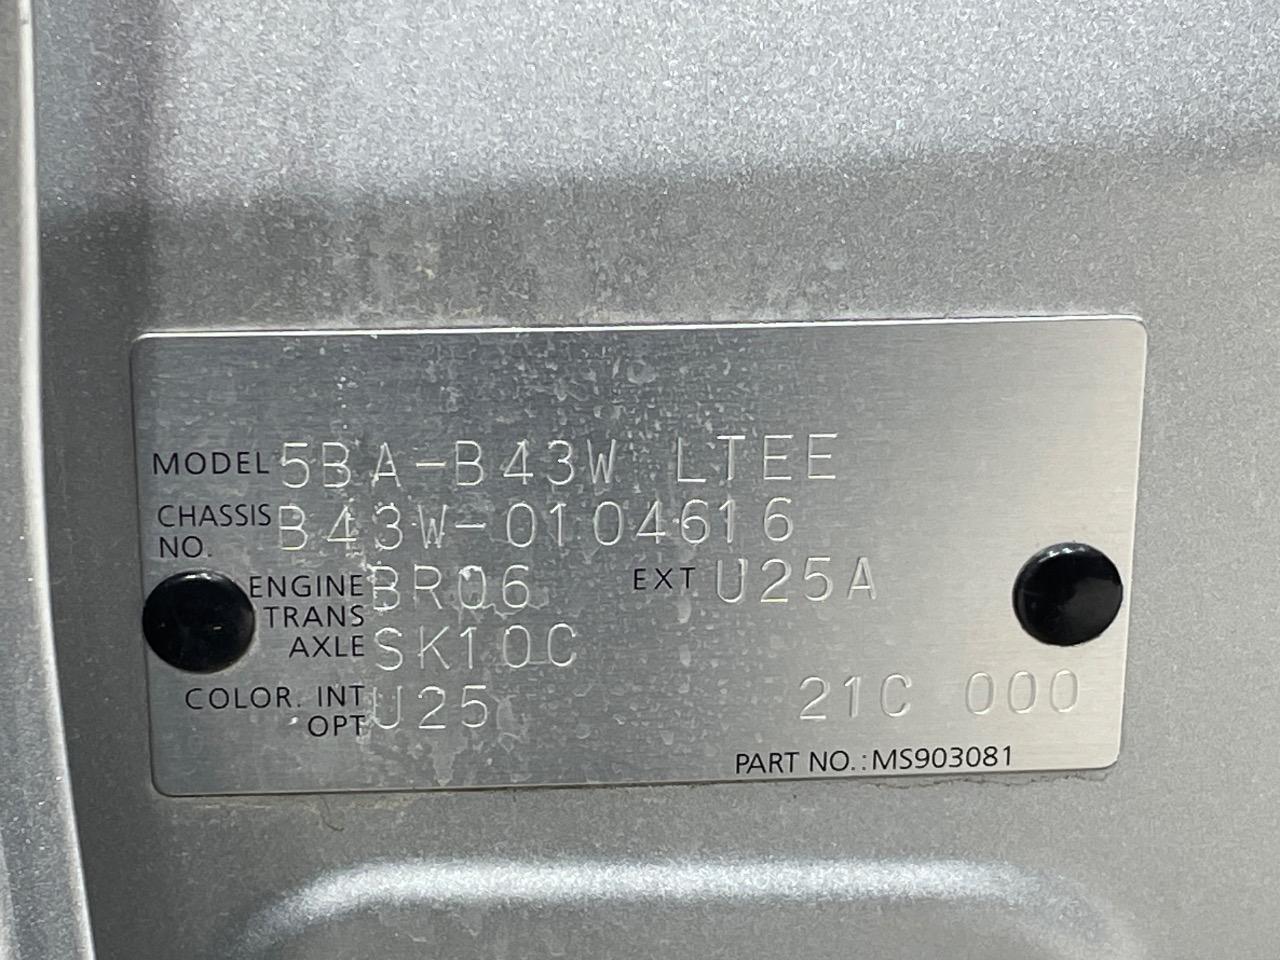 MODEL 5BA-B43W LTEE
CHASSIS NO. B43W-0104616
ENGINE BR06 EXT U25A
TRANS AXLE SK10C
COLOR. INT OPT U25 21C 000
PART NO.: MS903081